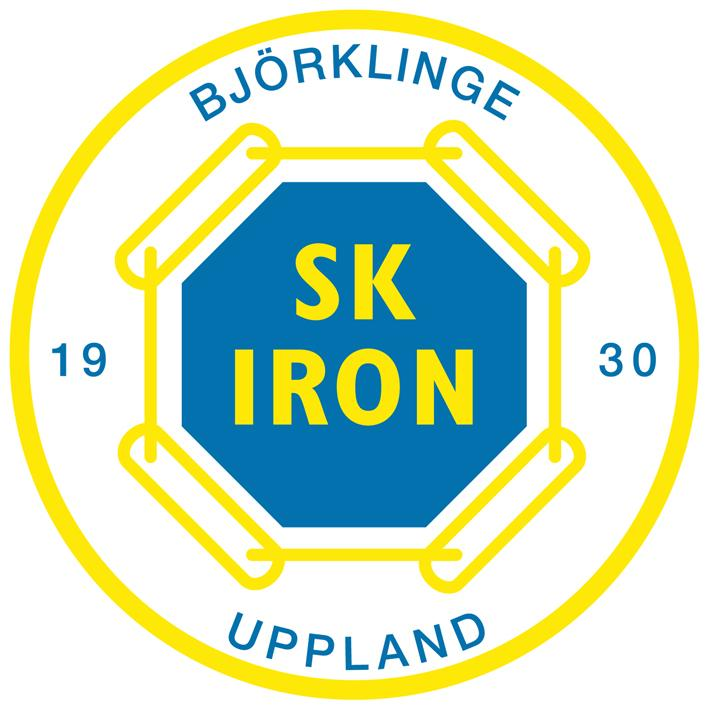 BJÖRKLINGE
SK
IRON
19 30
UPPLAND